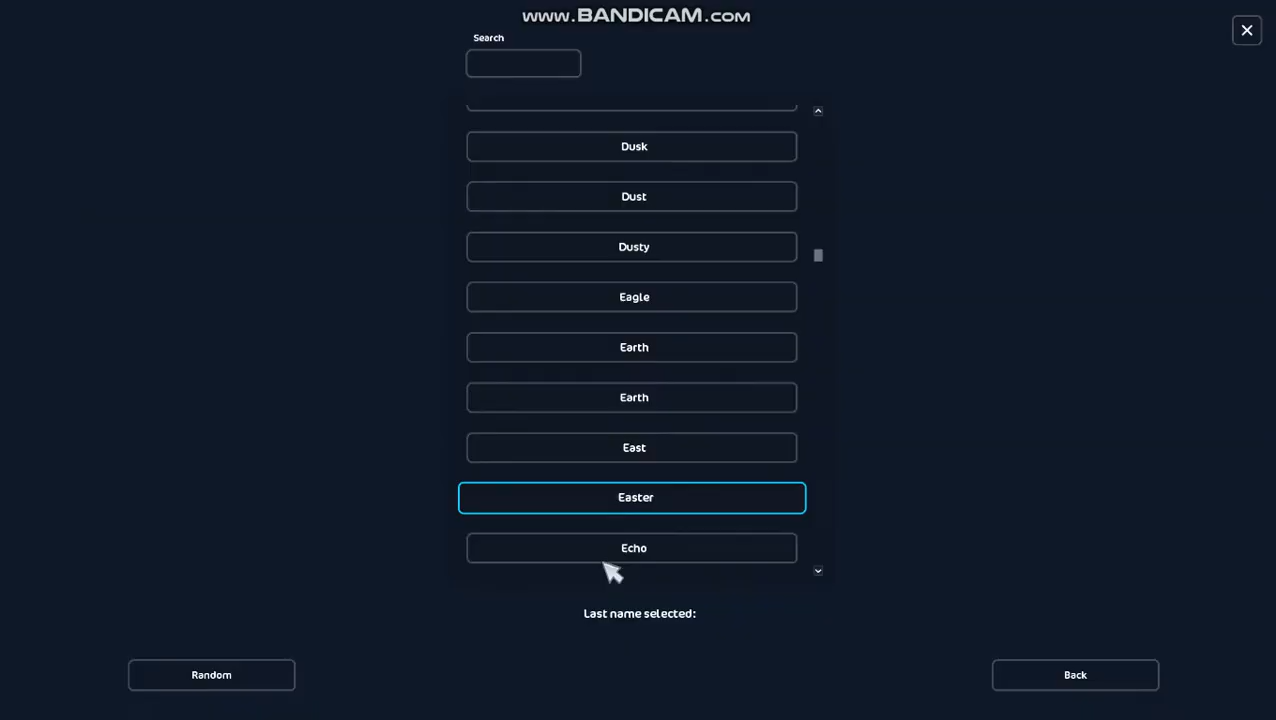 www.BANDICAM.com
Search
Dusk
Dust
Dusty
Eagle
Earth
Earth
East
Easter
Echo
Last name selected:
Random
Back